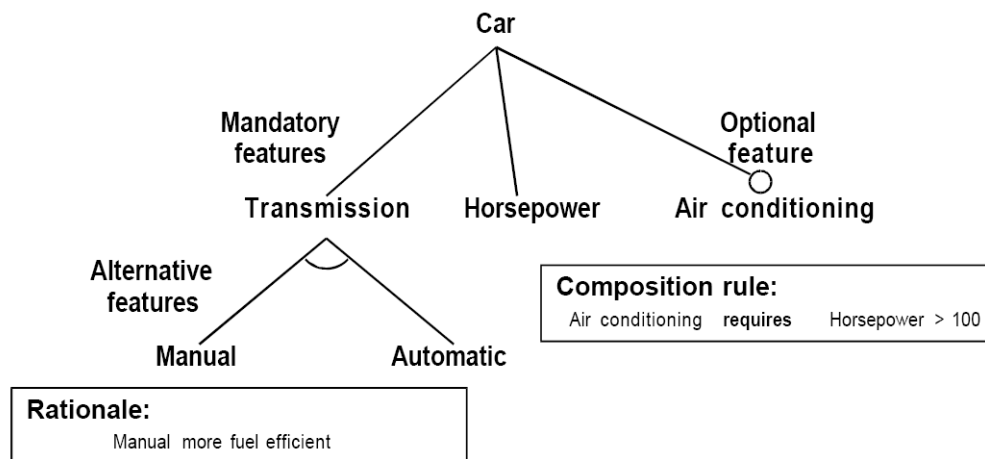 Car
Mandatory
features
Optional
feature
Transmission
Horsepower
Air conditioning
Alternative
features
Manual
Automatic
Composition rule:
Air conditioning requires Horsepower > 100
Rationale:
Manual more fuel efficient